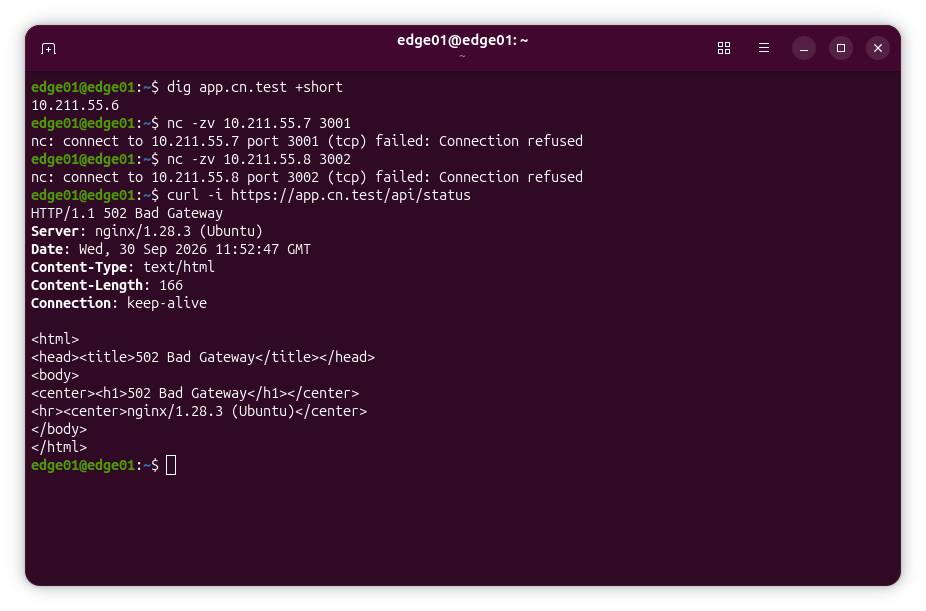 edge01@edge01: ~
~
edge01@edge01:~$ dig app.cn.test +short
10.211.55.6
edge01@edge01:~$ nc -zv 10.211.55.7 3001
nc: connect to 10.211.55.7 port 3001 (tcp) failed: Connection refused
edge01@edge01:~$ nc -zv 10.211.55.8 3002
nc: connect to 10.211.55.8 port 3002 (tcp) failed: Connection refused
edge01@edge01:~$ curl -i https://app.cn.test/api/status
HTTP/1.1 502 Bad Gateway
Server: nginx/1.28.3 (Ubuntu)
Date: Wed, 30 Sep 2026 11:52:47 GMT
Content-Type: text/html
Content-Length: 166
Connection: keep-alive

<html>
<head><title>502 Bad Gateway</title></head>
<body>
<center><h1>502 Bad Gateway</h1></center>
<hr><center>nginx/1.28.3 (Ubuntu)</center>
</body>
</html>
edge01@edge01:~$